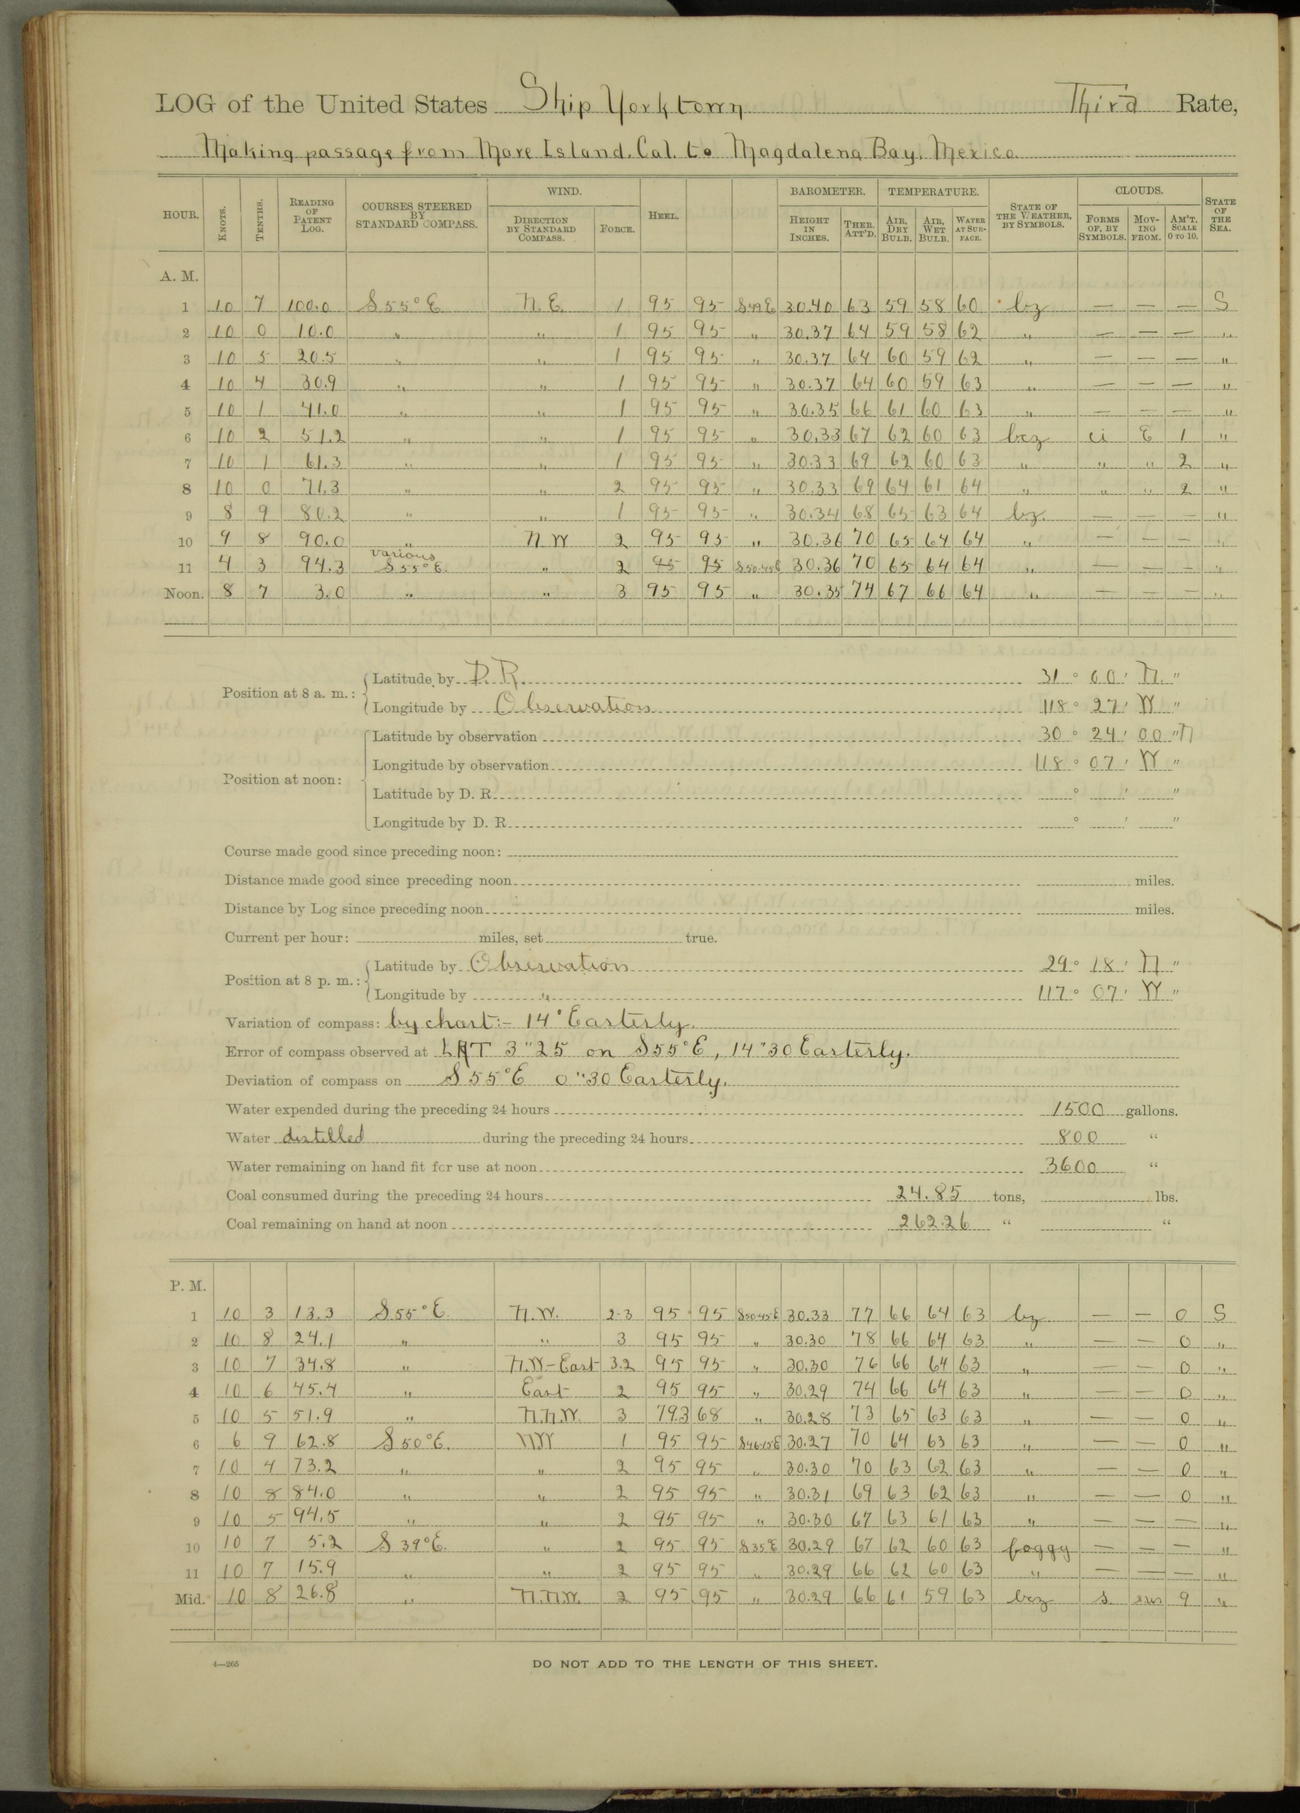 LOG of the United States Ship Yorktown Third Rate,
Making passage from Mare Island, Cal. to Magdalena Bay, Mexico.
HOUR. KNOTS. TENTHS. READING OF PATENT LOG. COURSES STEERED BY STANDARD COMPASS. WIND. DIRECTION BY STANDARD COMPASS. FORCE. HEEL. BAROMETER. HEIGHT IN INCHES. THER. ATT'D. TEMPERATURE. AIR, DRY BULB. AIR, WET BULB. WATER AT SURFACE. STATE OF THE WEATHER, BY SYMBOLS. CLOUDS. FORMS OF, BY SYMBOLS. MOVING FROM. AM'T. SCALE 0 TO 10. STATE OF THE SEA.
A. M.
1 10 7 100.0 S 55° E N. E. 1 95 95 S 49 E 30.40 63 59 58 60 bz — — — S
2 10 0 10.0 " " 1 95 95 " 30.37 64 59 58 62 " — — — "
3 10 5 20.5 " " 1 95 95 " 30.37 64 60 59 62 " — — — "
4 10 4 30.9 " " 1 95 95 " 30.37 64 60 59 63 " — — — "
5 10 1 41.0 " " 1 95 95 " 30.35 66 61 60 63 " — — — "
6 10 2 51.2 " " 1 95 95 " 30.33 67 62 60 63 bcz ci E 1 "
7 10 1 61.3 " " 1 95 95 " 30.33 69 62 60 63 " " " 2 "
8 10 0 71.3 " " 2 95 95 " 30.33 69 64 61 64 " " " 2 "
9 8 9 80.2 " " 1 95 95 " 30.34 68 65 63 64 bz. — — — "
10 9 8 90.0 " N W 2 95 95 " 30.36 70 65 64 64 " — — — "
11 4 3 94.3 various S 55° E. " 2 95 95 S 50.45 E 30.36 70 65 64 64 " — — — "
Noon. 8 7 3.0 " " 3 95 95 " 30.35 74 67 66 64 " — — — "
Position at 8 a. m.: Latitude by D. R. 31 ° 00 ' N. "
Longitude by Observation 118 ° 27 ' W "
Position at noon: Latitude by observation 30 ° 24 ' 00 " N
Longitude by observation 118 ° 07 ' W "
Latitude by D. R. ° ' "
Longitude by D. R. ° ' "
Course made good since preceding noon:
Distance made good since preceding noon miles.
Distance by Log since preceding noon miles.
Current per hour: miles, set true.
Position at 8 p. m.: Latitude by Observation 29 ° 18 ' N "
Longitude by " 117 ° 07 ' W "
Variation of compass: by chart:– 14° Easterly.
Error of compass observed at LAT 3 " 25 on S 55° E, 14°30 Easterly.
Deviation of compass on S 55° E 0°30 Easterly.
Water expended during the preceding 24 hours 1500 gallons.
Water distilled during the preceding 24 hours 800 "
Water remaining on hand fit for use at noon 3600 "
Coal consumed during the preceding 24 hours 24.85 tons, lbs.
Coal remaining on hand at noon 262.26 " "
P. M.
1 10 3 13.3 S 55° E. N. W. 2-3 95 95 S 50 45 E 30.33 77 66 64 63 bz — — 0 S
2 10 8 24.1 " " 3 95 95 " 30.30 78 66 64 63 " — — 0 "
3 10 7 34.8 " N.W-East 3.2 95 95 " 30.30 76 66 64 63 " — — 0 "
4 10 6 45.4 " East 2 95 95 " 30.29 74 66 64 63 " — — 0 "
5 10 5 51.9 " N.N.W. 3 79.3 68 " 30.28 73 65 63 63 " — — 0 "
6 6 9 62.8 S 50° E. NW 1 95 95 S 46 15 E 30.27 70 64 63 63 " — — 0 "
7 10 4 73.2 " " 2 95 95 " 30.30 70 63 62 63 " — — 0 "
8 10 8 84.0 " " 2 95 95 " 30.31 69 63 62 63 " — — 0 "
9 10 5 94.5 " " 2 95 95 " 30.30 67 63 61 63 " — — — "
10 10 7 5.2 S 39° E. " 2 95 95 S 35 E 30.29 67 62 60 63 foggy — — — "
11 10 7 15.9 " " 2 95 95 " 30.29 66 62 60 63 " — — — "
Mid. 10 8 26.8 " N.N.W. 2 95 95 " 30.29 66 61 59 63 bcz s. 9 "
4—265
DO NOT ADD TO THE LENGTH OF THIS SHEET.